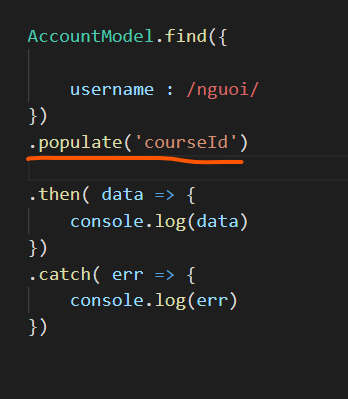 AccountModel.find({
username : /nguoi/
})
.populate('courseId')
.then( data => {
console.log(data)
})
.catch( err => {
console.log(err)
})